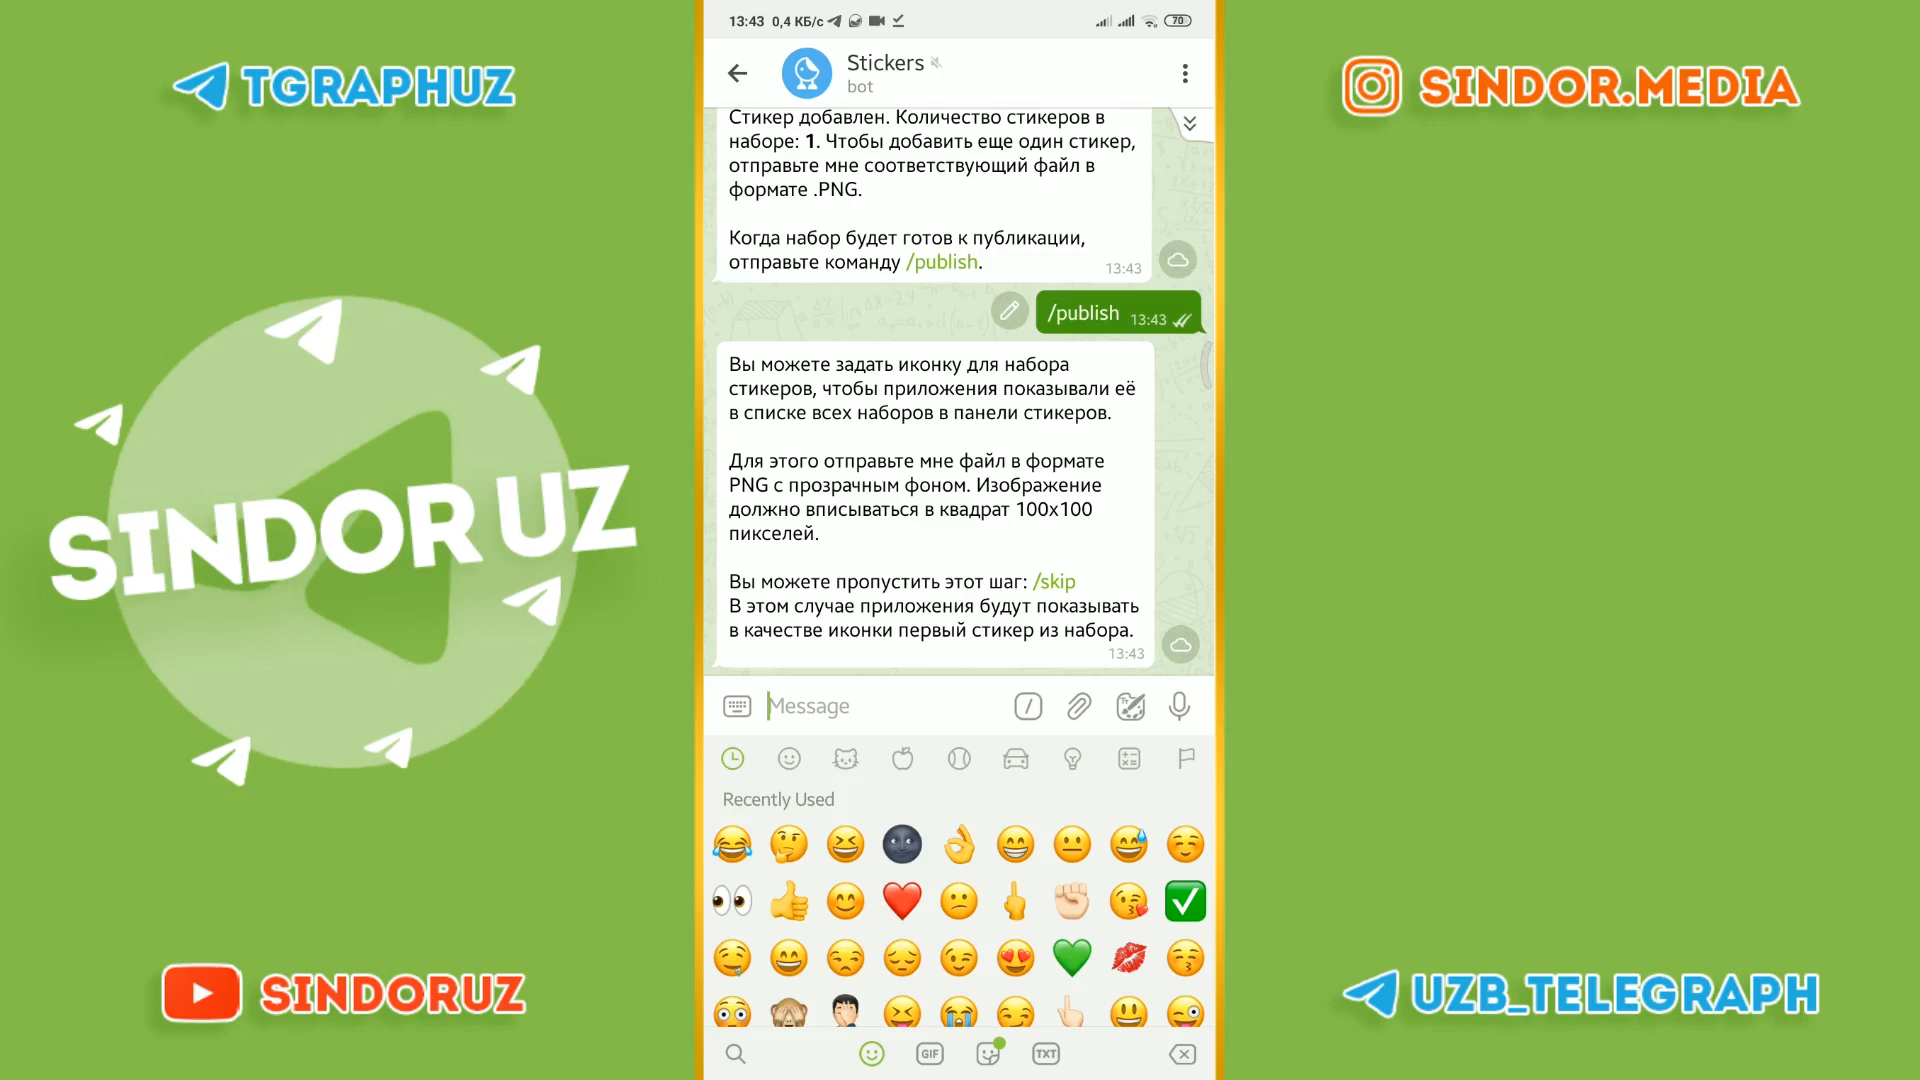 TGRAPHUZ
SINDOR.MEDIA
SINDOR UZ
SINDORUZ
UZB_TELEGRAPH
13:43 0,4 КБ/с
70
Stickers
bot
Стикер добавлен. Количество стикеров в
наборе: 1. Чтобы добавить еще один стикер,
отправьте мне соответствующий файл в
формате .PNG.
Когда набор будет готов к публикации,
отправьте команду /publish.
13:43
/publish 13:43
Вы можете задать иконку для набора
стикеров, чтобы приложения показывали её
в списке всех наборов в панели стикеров.
Для этого отправьте мне файл в формате
PNG с прозрачным фоном. Изображение
должно вписываться в квадрат 100x100
пикселей.
Вы можете пропустить этот шаг: /skip
В этом случае приложения будут показывать
в качестве иконки первый стикер из набора.
13:43
Message
Recently Used
GIF
TXT